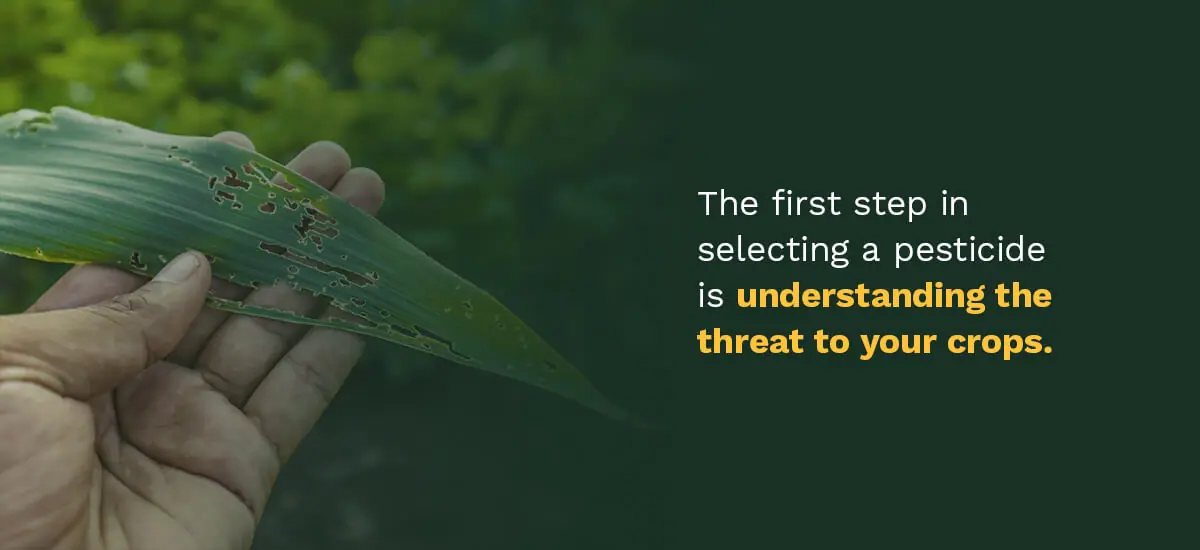 The first step in
selecting a pesticide
is understanding the
threat to your crops.